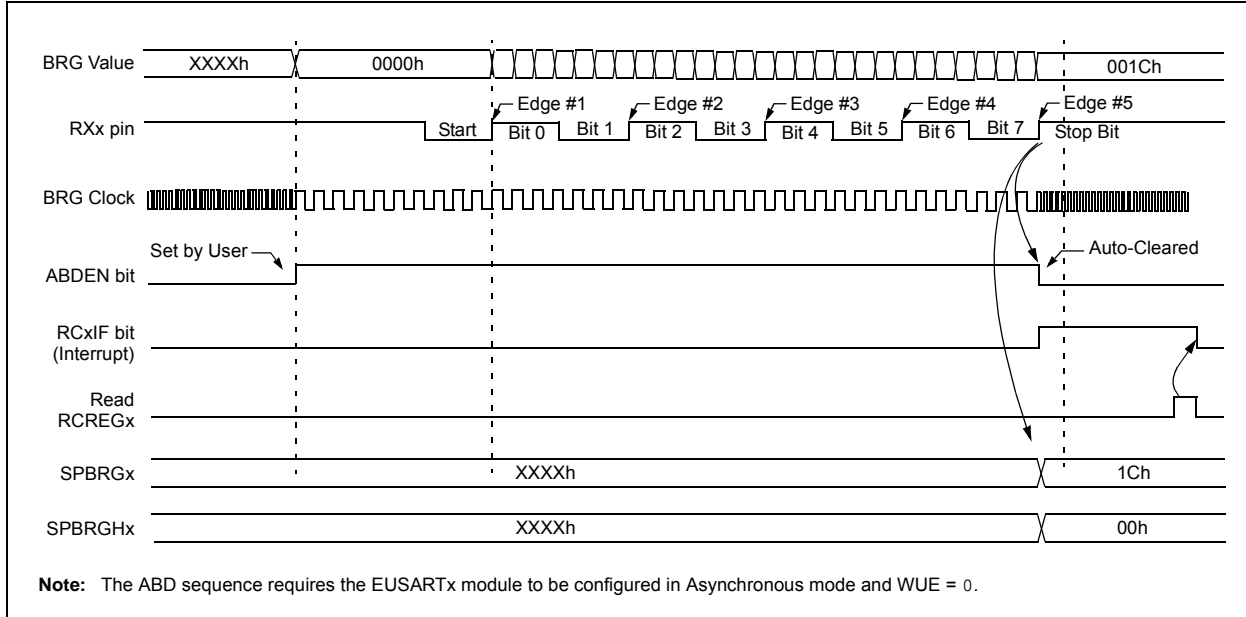 BRG Value XXXXh 0000h 001Ch
Edge #1 Edge #2 Edge #3 Edge #4 Edge #5
RXx pin Start Bit 0 Bit 1 Bit 2 Bit 3 Bit 4 Bit 5 Bit 6 Bit 7 Stop Bit
BRG Clock
Set by User Auto-Cleared
ABDEN bit
RCxIF bit
(Interrupt)
Read
RCREGx
SPBRGx XXXXh 1Ch
SPBRGHx XXXXh 00h
Note: The ABD sequence requires the EUSARTx module to be configured in Asynchronous mode and WUE = 0.